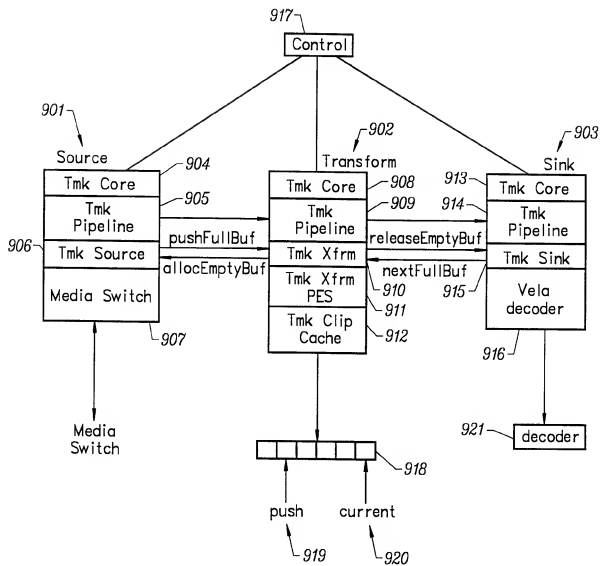 917
Control
901
902
903
Source
Transform
Sink
904
Tmk Core
905
Tmk
Pipeline
906
Tmk Source
Media Switch
907
Media
Switch
pushFullBuf
allocEmptyBuf
Tmk Core
908
909
Tmk
Pipeline
Tmk Xfrm
910
Tmk Xfrm
PES
911
Tmk Clip
Cache
912
releaseEmptyBuf
nextFullBuf
913
Tmk Core
914
Tmk
Pipeline
Tmk Sink
915
Vela
decoder
916
921
decoder
918
push
current
919
920